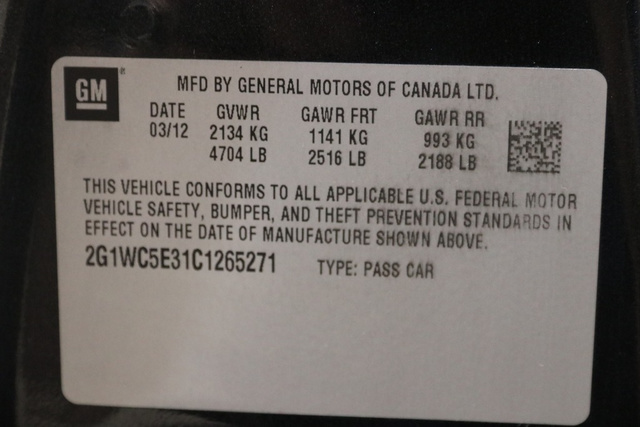 GM
MFD BY GENERAL MOTORS OF CANADA LTD.
DATE GVWR GAWR FRT GAWR RR
03/12 2134 KG 1141 KG 993 KG
4704 LB 2516 LB 2188 LB
THIS VEHICLE CONFORMS TO ALL APPLICABLE U.S. FEDERAL MOTOR
VEHICLE SAFETY, BUMPER, AND THEFT PREVENTION STANDARDS IN
EFFECT ON THE DATE OF MANUFACTURE SHOWN ABOVE.
2G1WC5E31C1265271 TYPE: PASS CAR